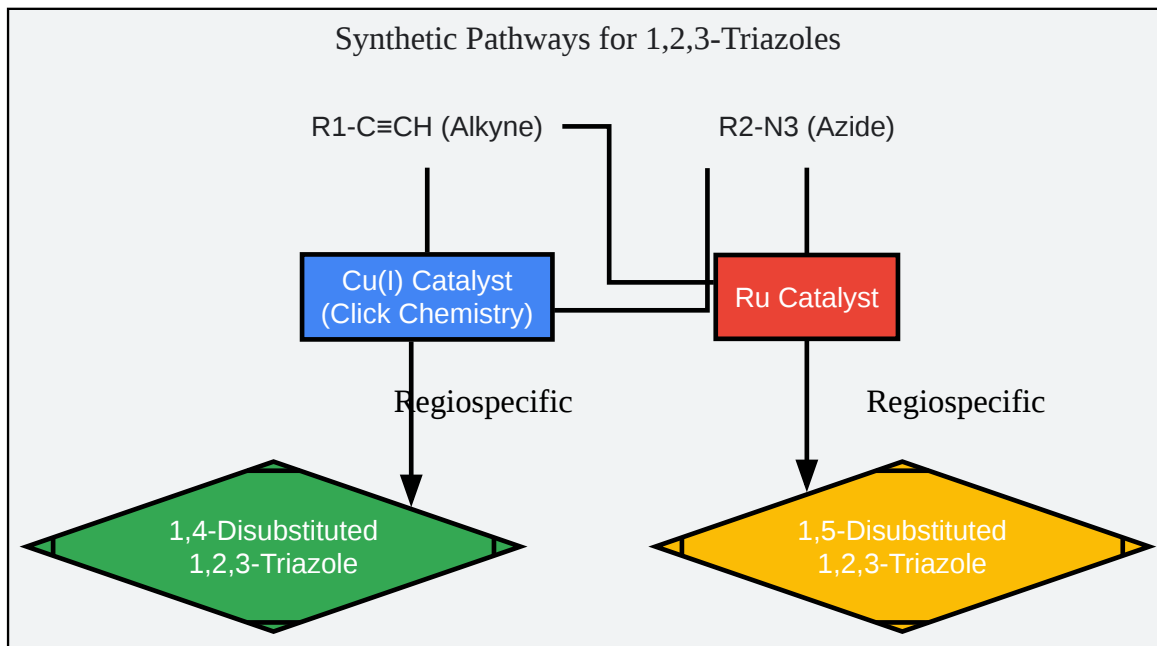 Synthetic Pathways for 1,2,3-Triazoles
R1-C≡CH (Alkyne)
R2-N3 (Azide)
Cu(I) Catalyst
(Click Chemistry)
Ru Catalyst
Regiospecific
Regiospecific
1,4-Disubstituted
1,2,3-Triazole
1,5-Disubstituted
1,2,3-Triazole